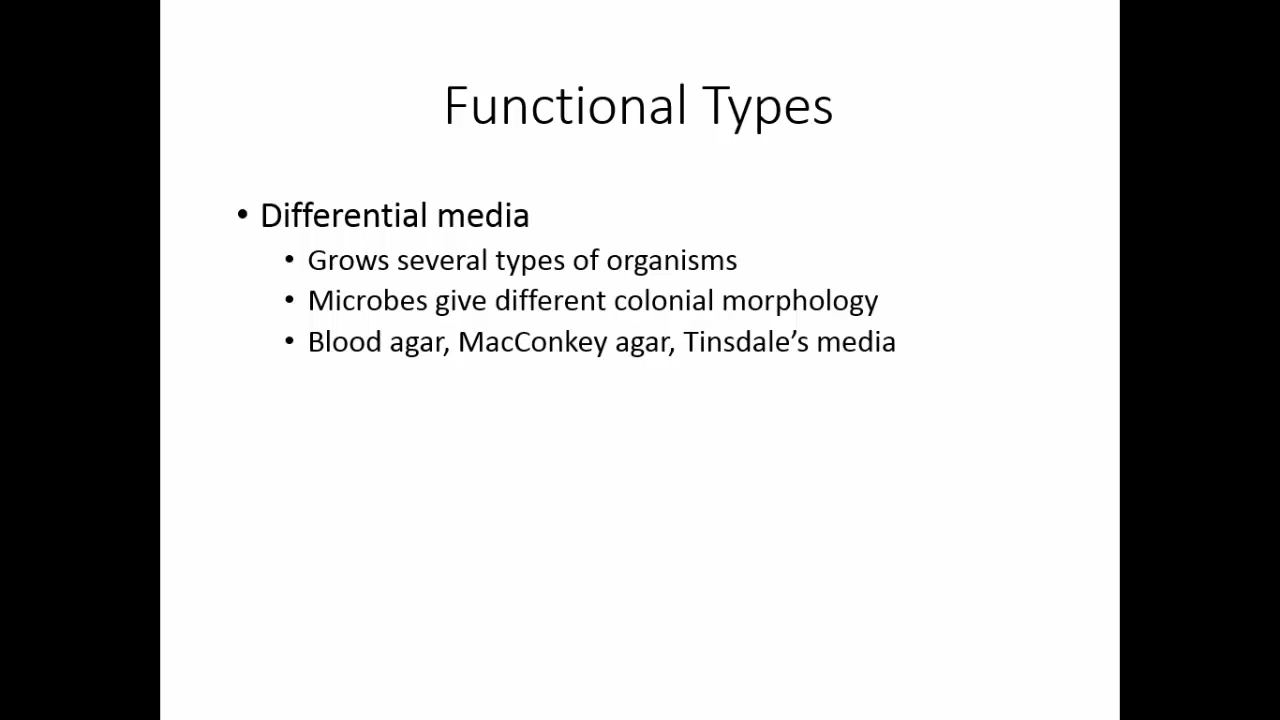 Functional Types
• Differential media
• Grows several types of organisms
• Microbes give different colonial morphology
• Blood agar, MacConkey agar, Tinsdale’s media